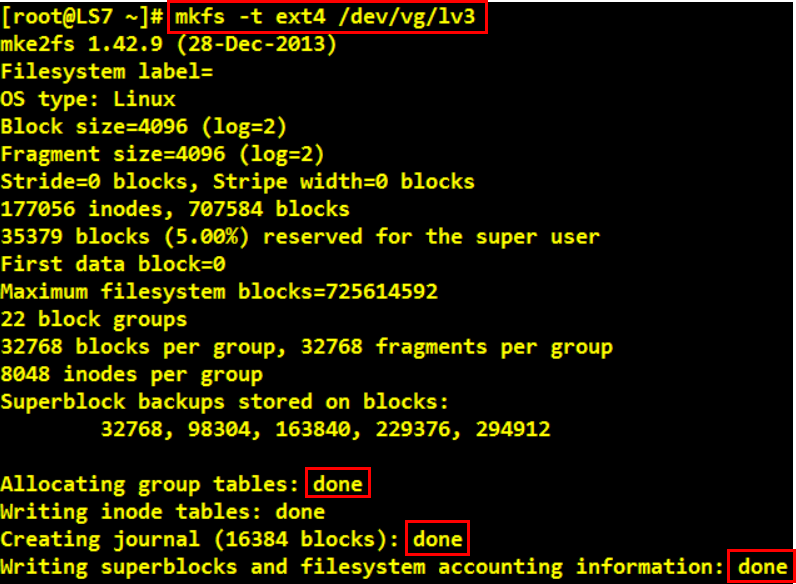 [root@LS7 ~]# mkfs -t ext4 /dev/vg/lv3
mke2fs 1.42.9 (28-Dec-2013)
Filesystem label=
OS type: Linux
Block size=4096 (log=2)
Fragment size=4096 (log=2)
Stride=0 blocks, Stripe width=0 blocks
177056 inodes, 707584 blocks
35379 blocks (5.00%) reserved for the super user
First data block=0
Maximum filesystem blocks=725614592
22 block groups
32768 blocks per group, 32768 fragments per group
8048 inodes per group
Superblock backups stored on blocks:
        32768, 98304, 163840, 229376, 294912

Allocating group tables: done
Writing inode tables: done
Creating journal (16384 blocks): done
Writing superblocks and filesystem accounting information: done